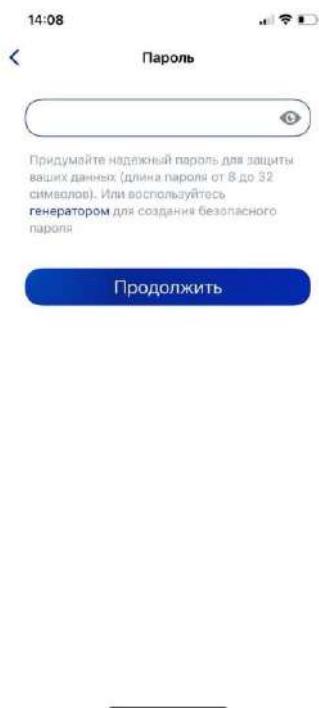 14:08
Пароль
Придумайте надежный пароль для защиты
ваших данных (длина пароля от 8 до 32
символов). Или воспользуйтесь
генератором для создания безопасного
пароля
Продолжить